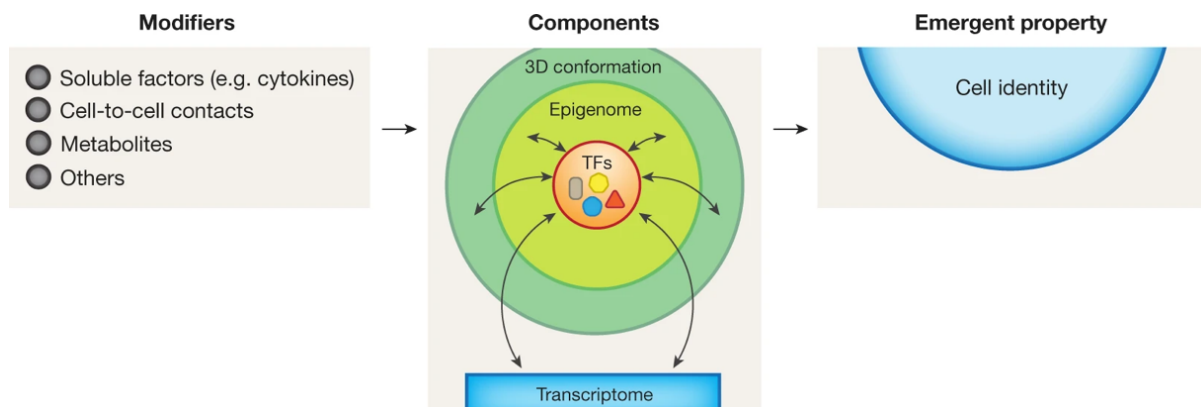 Modifiers
Soluble factors (e.g. cytokines)
Cell-to-cell contacts
Metabolites
Others
Components
3D conformation
Epigenome
TFs
Transcriptome
Emergent property
Cell identity